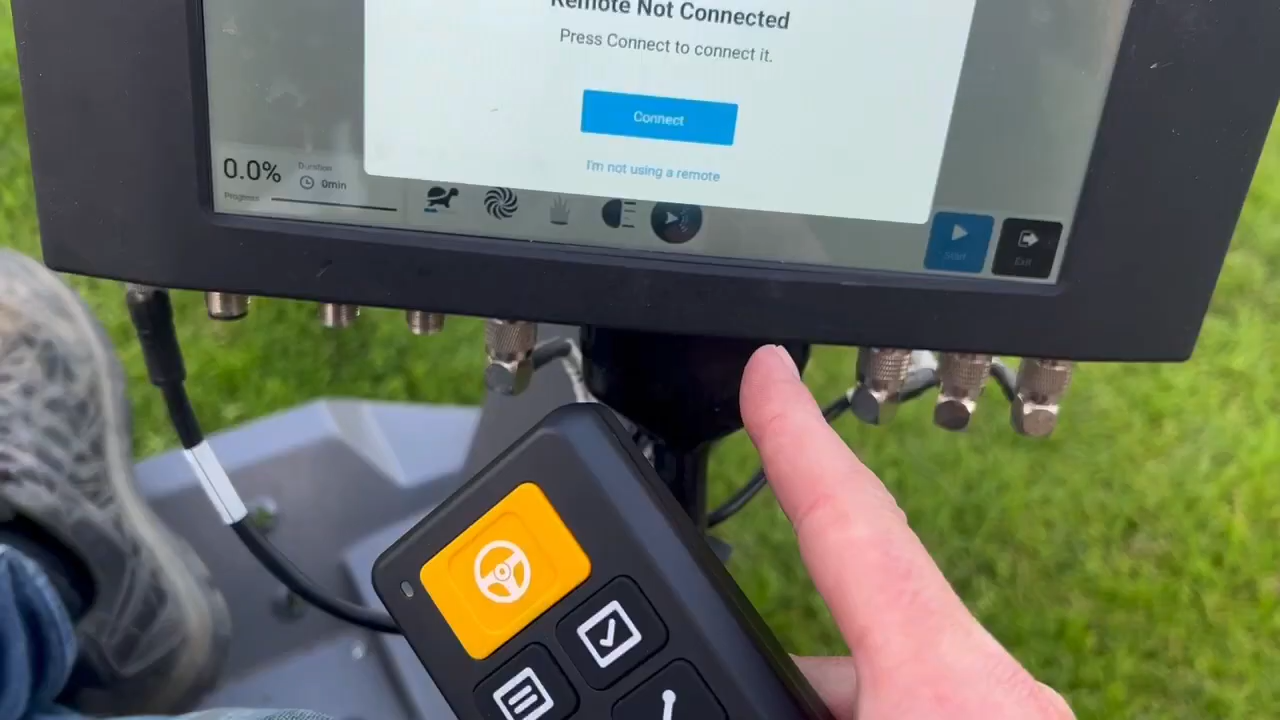 Remote Not Connected
Press Connect to connect it.
Connect
I'm not using a remote
0.0%
Duration
0min
Progress
Start
Exit